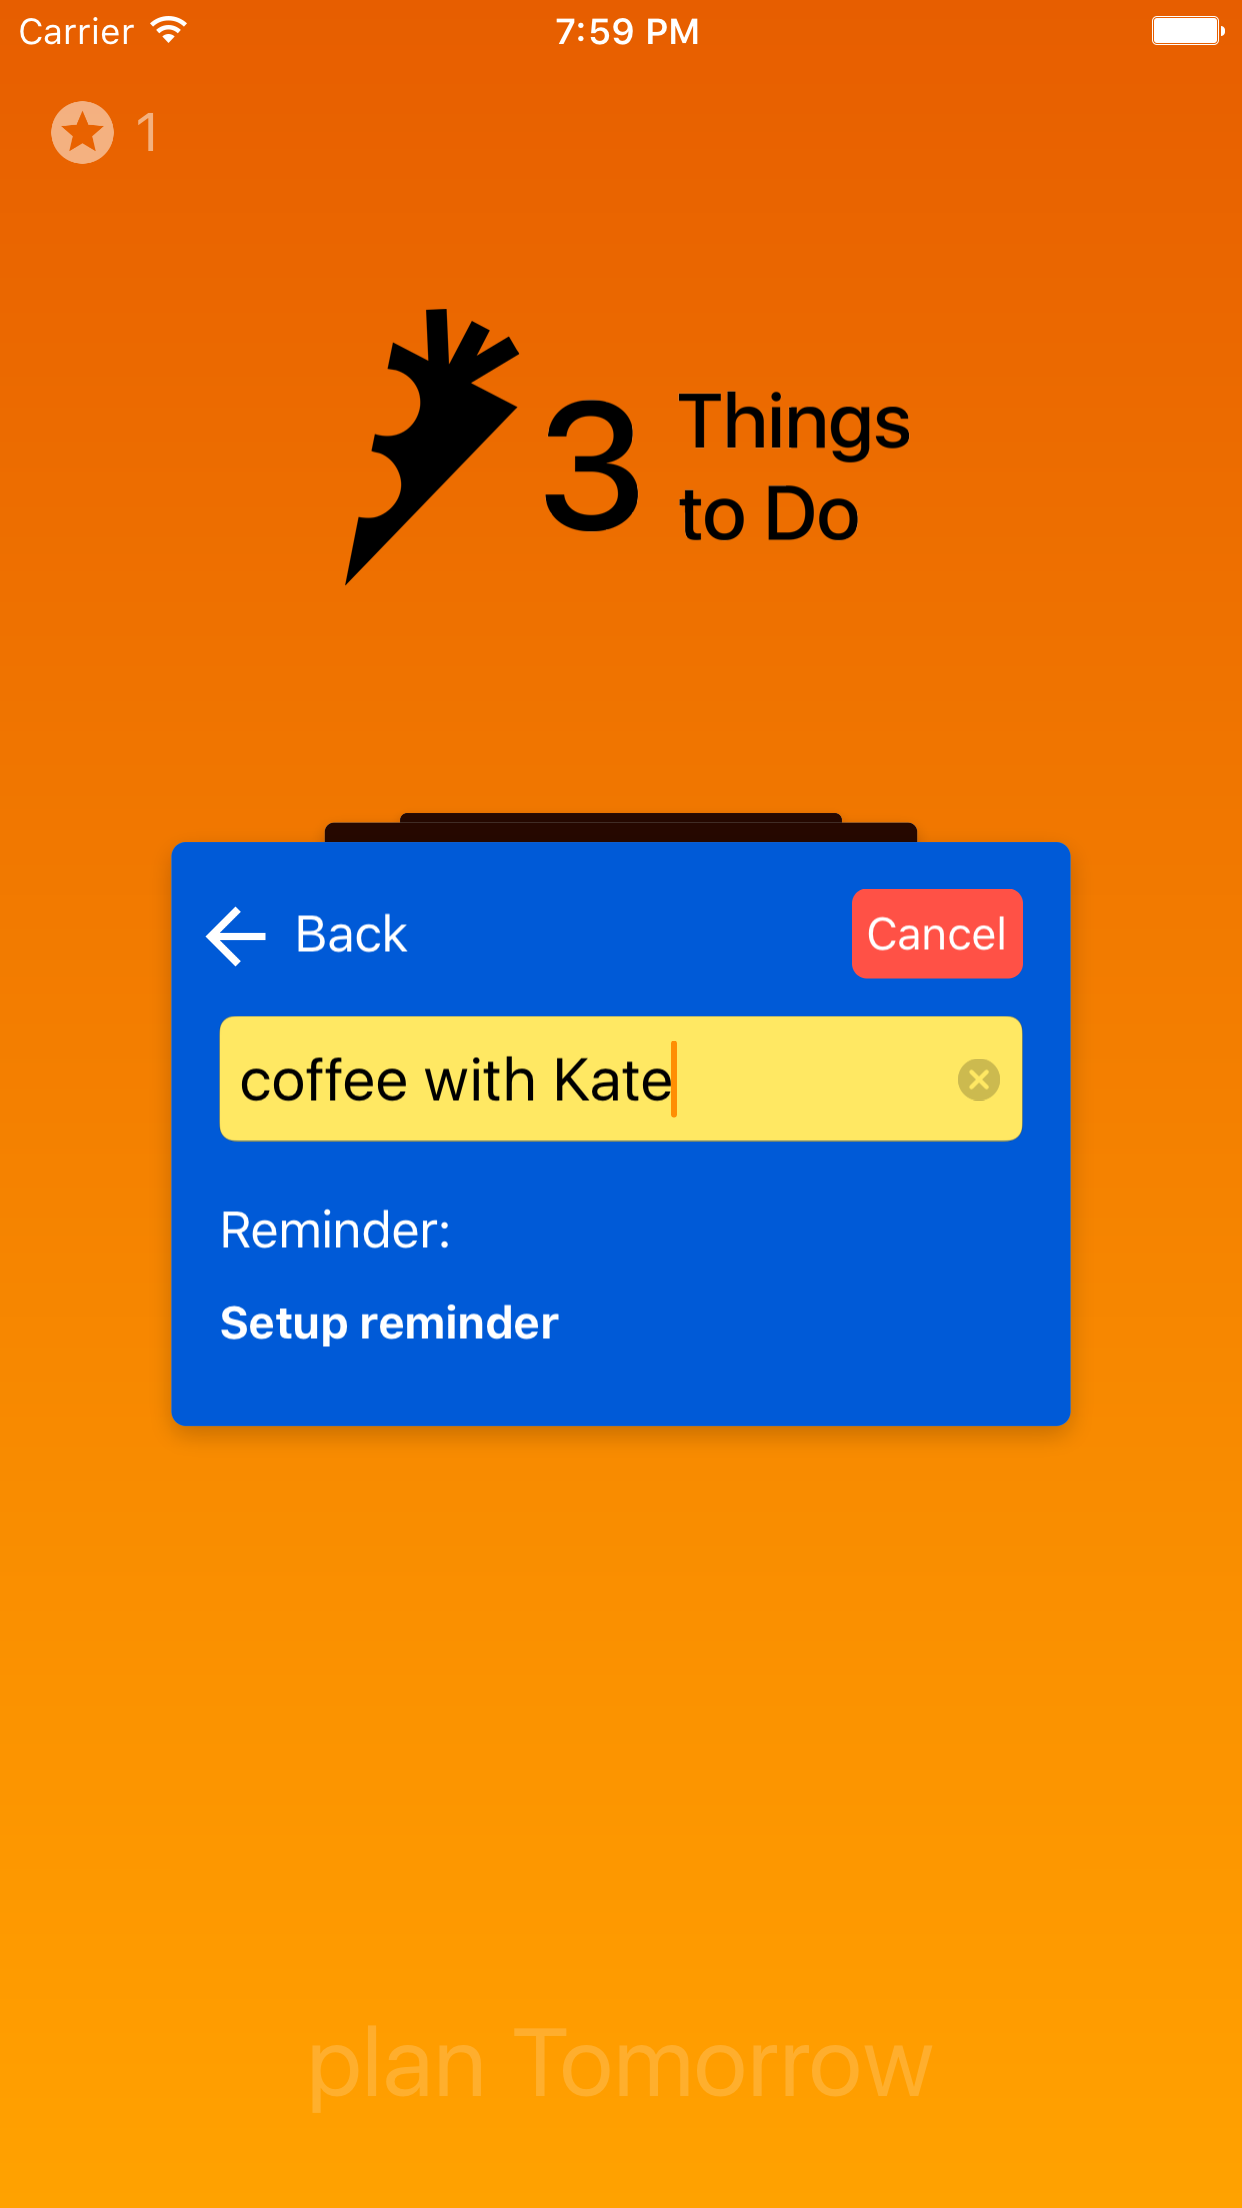 Carrier 7:59 PM
1
3 Things
to Do
Back Cancel
coffee with Kate
Reminder:
Setup reminder
plan Tomorrow